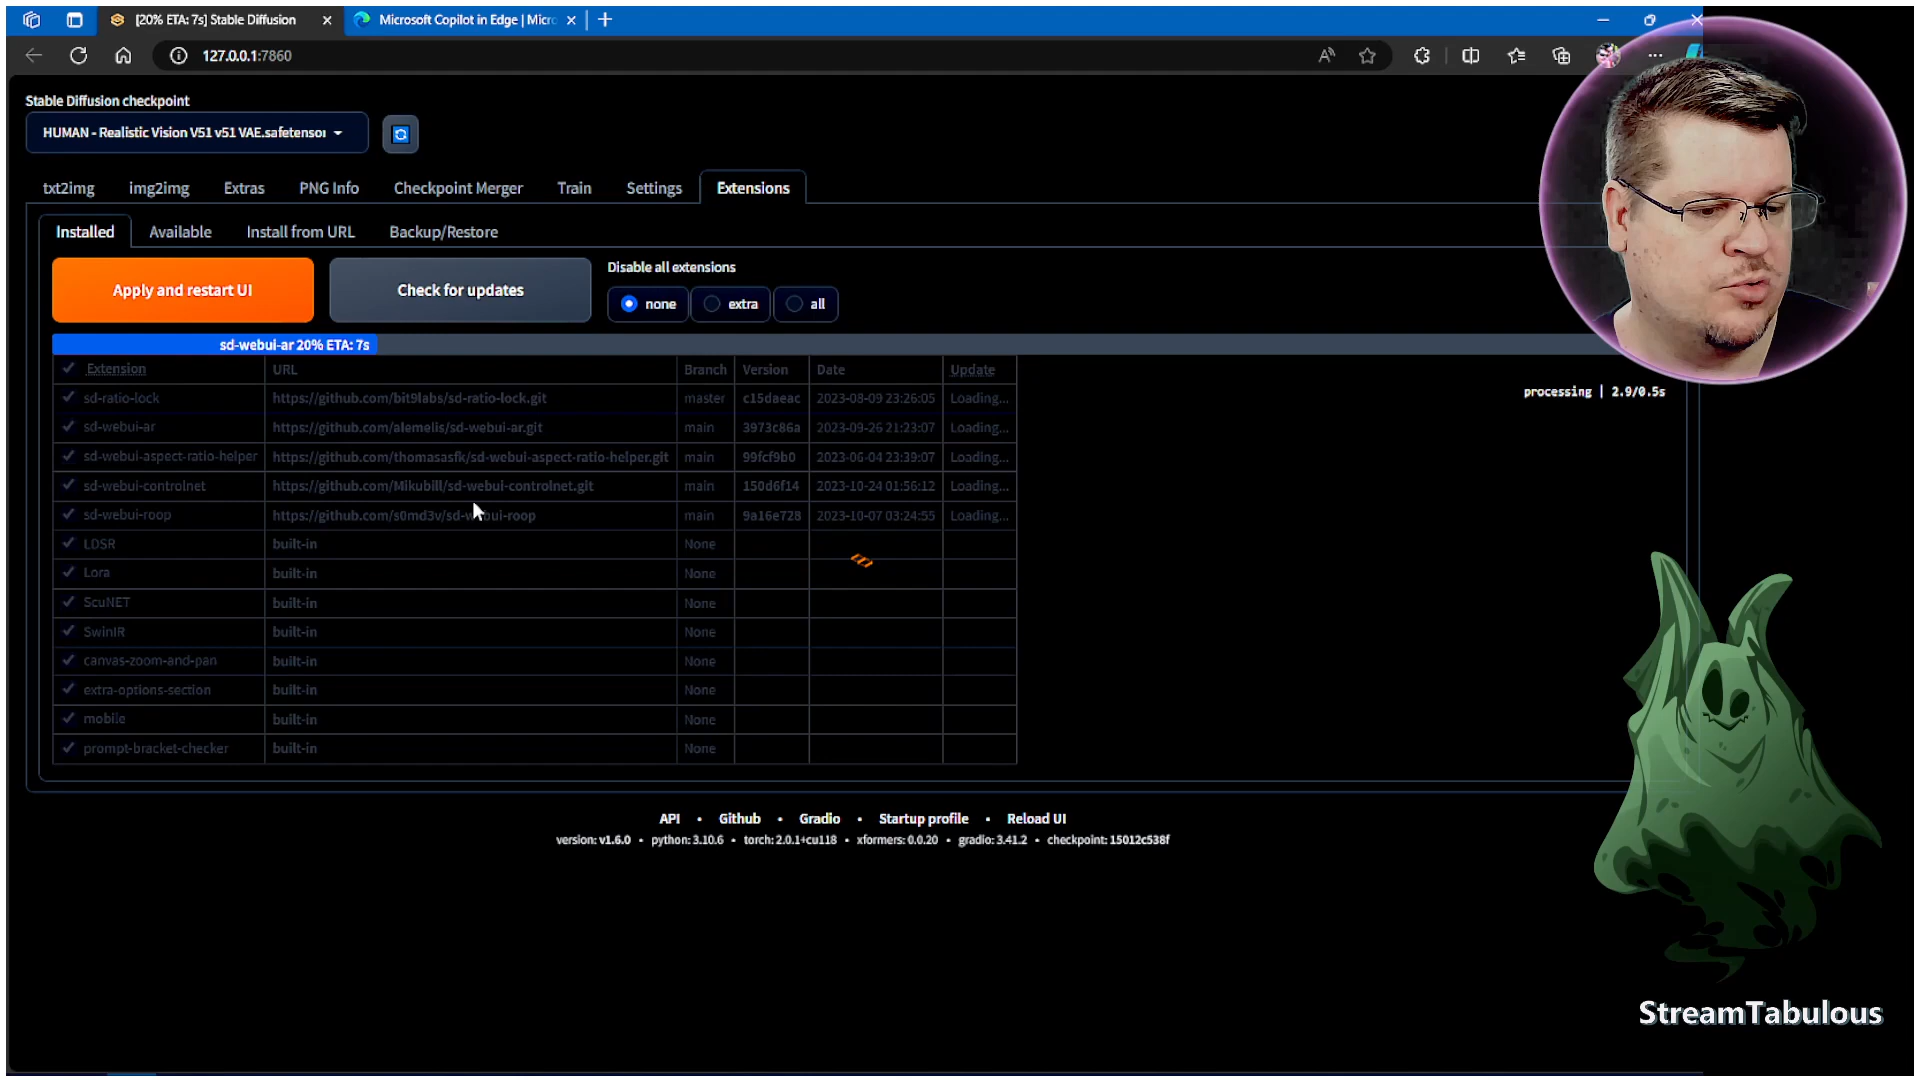 [20% ETA: 7s] Stable Diffusion
Microsoft Copilot in Edge | Micro
127.0.0.1:7860
Stable Diffusion checkpoint
HUMAN - Realistic Vision V51 v51 VAE.safetensor
txt2img img2img Extras PNG Info Checkpoint Merger Train Settings Extensions
Installed Available Install from URL Backup/Restore
Apply and restart UI
Check for updates
Disable all extensions
none extra all
sd-webui-ar 20% ETA: 7s
Extension URL Branch Version Date Update
processing | 2.9/0.5s
sd-ratio-lock https://github.com/bit9labs/sd-ratio-lock.git master c15daeac 2023-08-09 23:26:05 Loading...
sd-webui-ar https://github.com/alemelis/sd-webui-ar.git main 3973c86a 2023-09-26 21:23:07 Loading...
sd-webui-aspect-ratio-helper https://github.com/thomasasfk/sd-webui-aspect-ratio-helper.git main 99fcf9b0 2023-06-04 23:39:07 Loading...
sd-webui-controlnet https://github.com/Mikubill/sd-webui-controlnet.git main 150d6f14 2023-10-24 01:56:12 Loading...
sd-webui-roop https://github.com/s0md3v/sd-webui-roop main 9a16e728 2023-10-07 03:24:55 Loading...
LDSR built-in None
Lora built-in None
ScuNET built-in None
SwinIR built-in None
canvas-zoom-and-pan built-in None
extra-options-section built-in None
mobile built-in None
prompt-bracket-checker built-in None
API • Github • Gradio • Startup profile • Reload UI
version: v1.6.0 • python: 3.10.6 • torch: 2.0.1+cu118 • xformers: 0.0.20 • gradio: 3.41.2 • checkpoint: 15012c538f
StreamTabulous